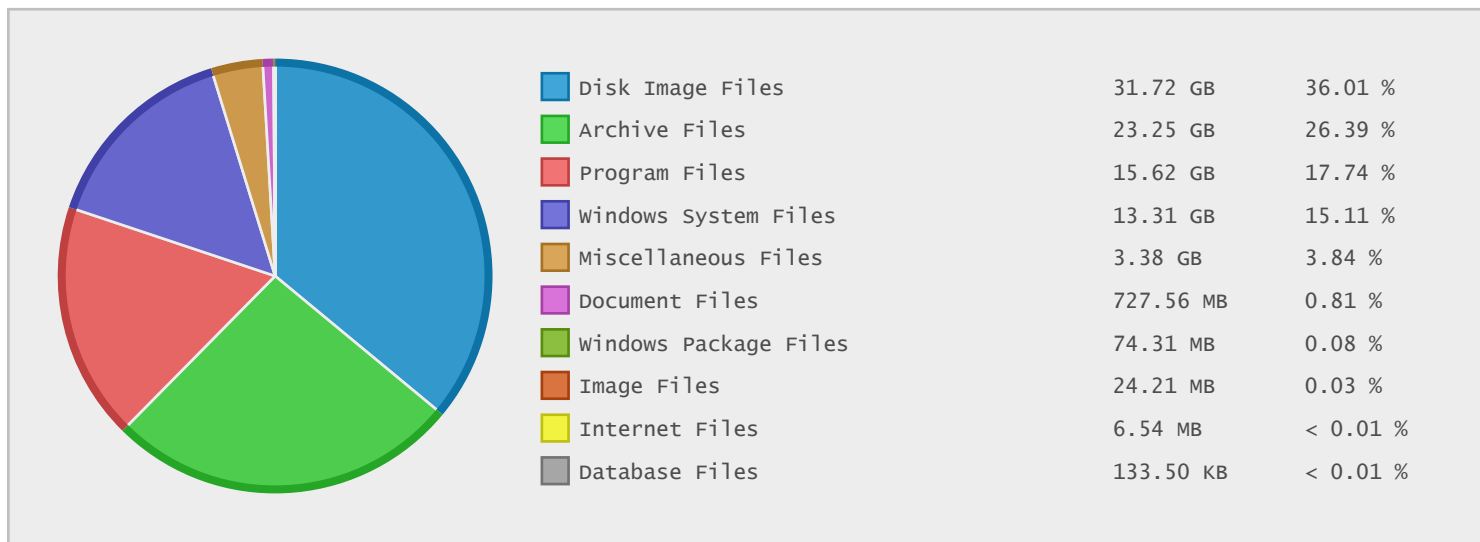 Disk Image Files 31.72 GB 36.01 %
Archive Files 23.25 GB 26.39 %
Program Files 15.62 GB 17.74 %
Windows System Files 13.31 GB 15.11 %
Miscellaneous Files 3.38 GB 3.84 %
Document Files 727.56 MB 0.81 %
Windows Package Files 74.31 MB 0.08 %
Image Files 24.21 MB 0.03 %
Internet Files 6.54 MB < 0.01 %
Database Files 133.50 KB < 0.01 %